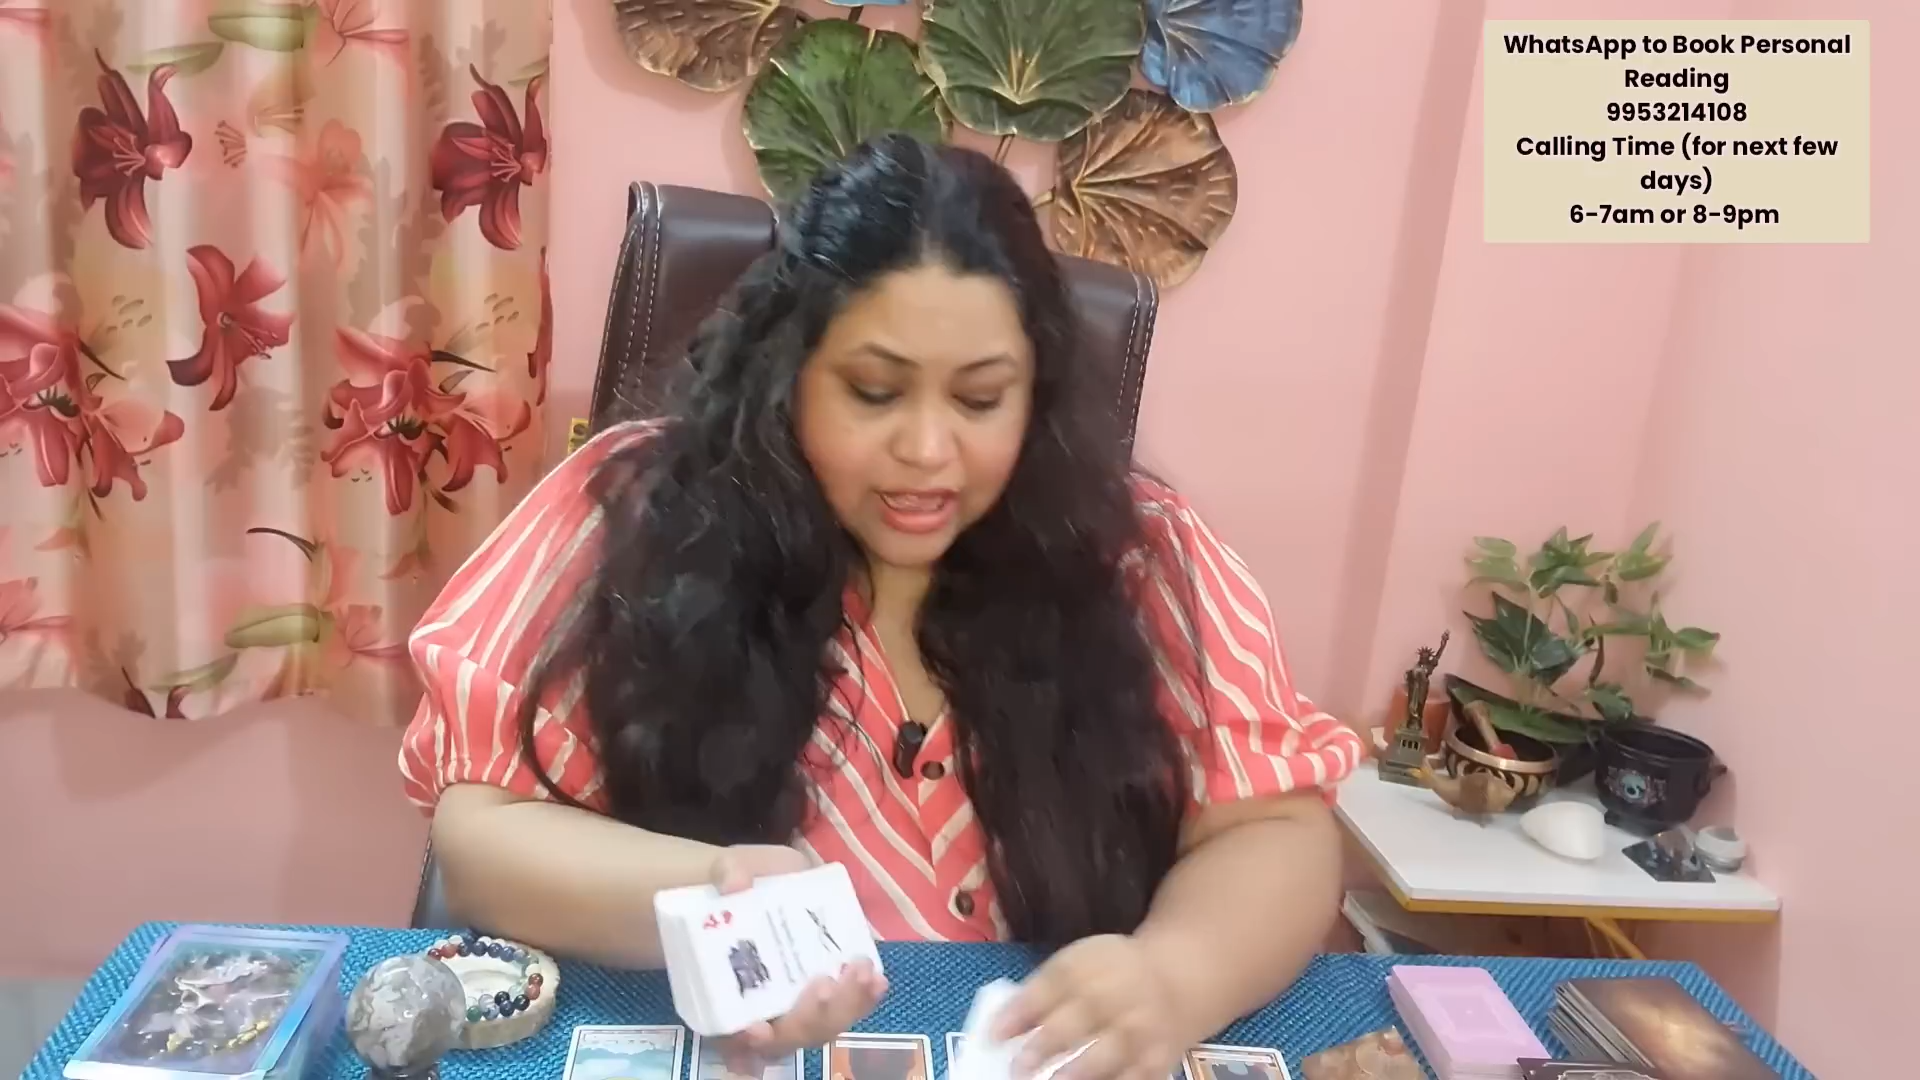 WhatsApp to Book Personal
Reading
9953214108
Calling Time (for next few
days)
6-7am or 8-9pm